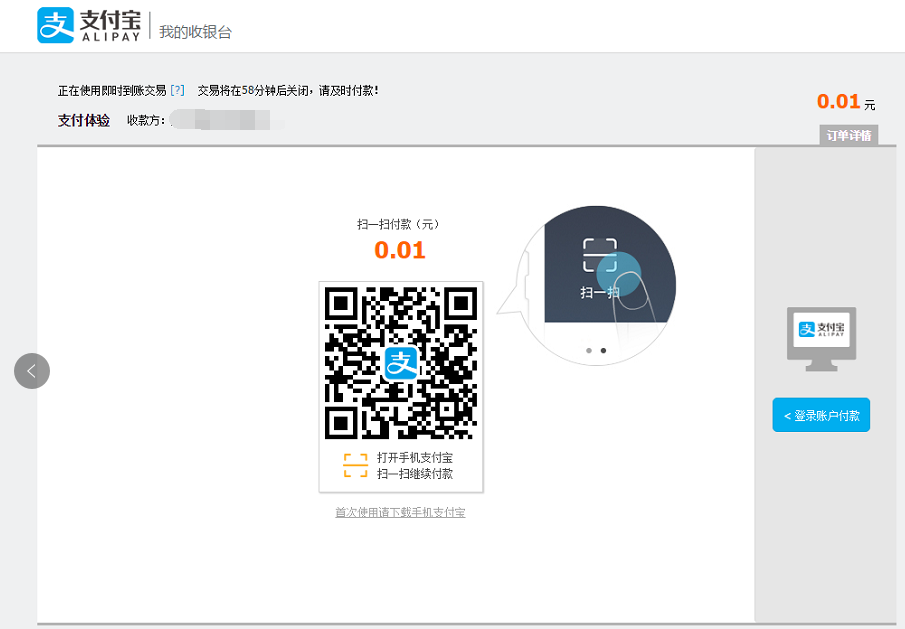 支 支付宝 ALIPAY 我的收银台
正在使用即时到账交易 [?] 交易将在58分钟后关闭，请及时付款!
0.01 元
支付体验 收款方：
订单详情
扫一扫付款（元）
0.01
扫一扫
支
支 支付宝 ALIPAY
< 登录账户付款
打开手机支付宝
扫一扫继续付款
首次使用请下载手机支付宝